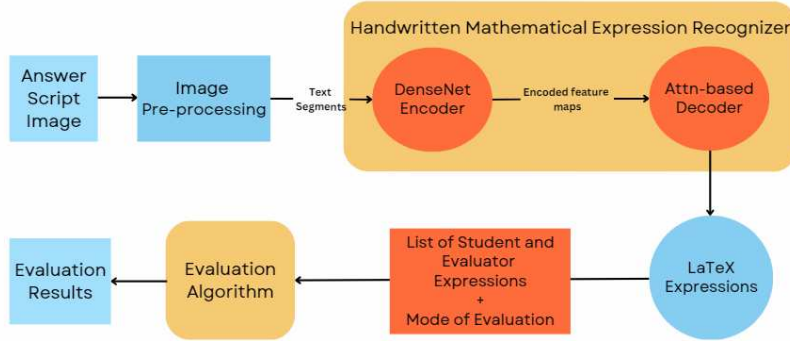 Handwritten Mathematical Expression Recognizer
Answer
Script
Image
Image
Pre-processing
Text
Segments
DenseNet
Encoder
Encoded feature
maps
Attn-based
Decoder
Evaluation
Results
Evaluation
Algorithm
List of Student and
Evaluator
Expressions
+
Mode of Evaluation
LaTeX
Expressions